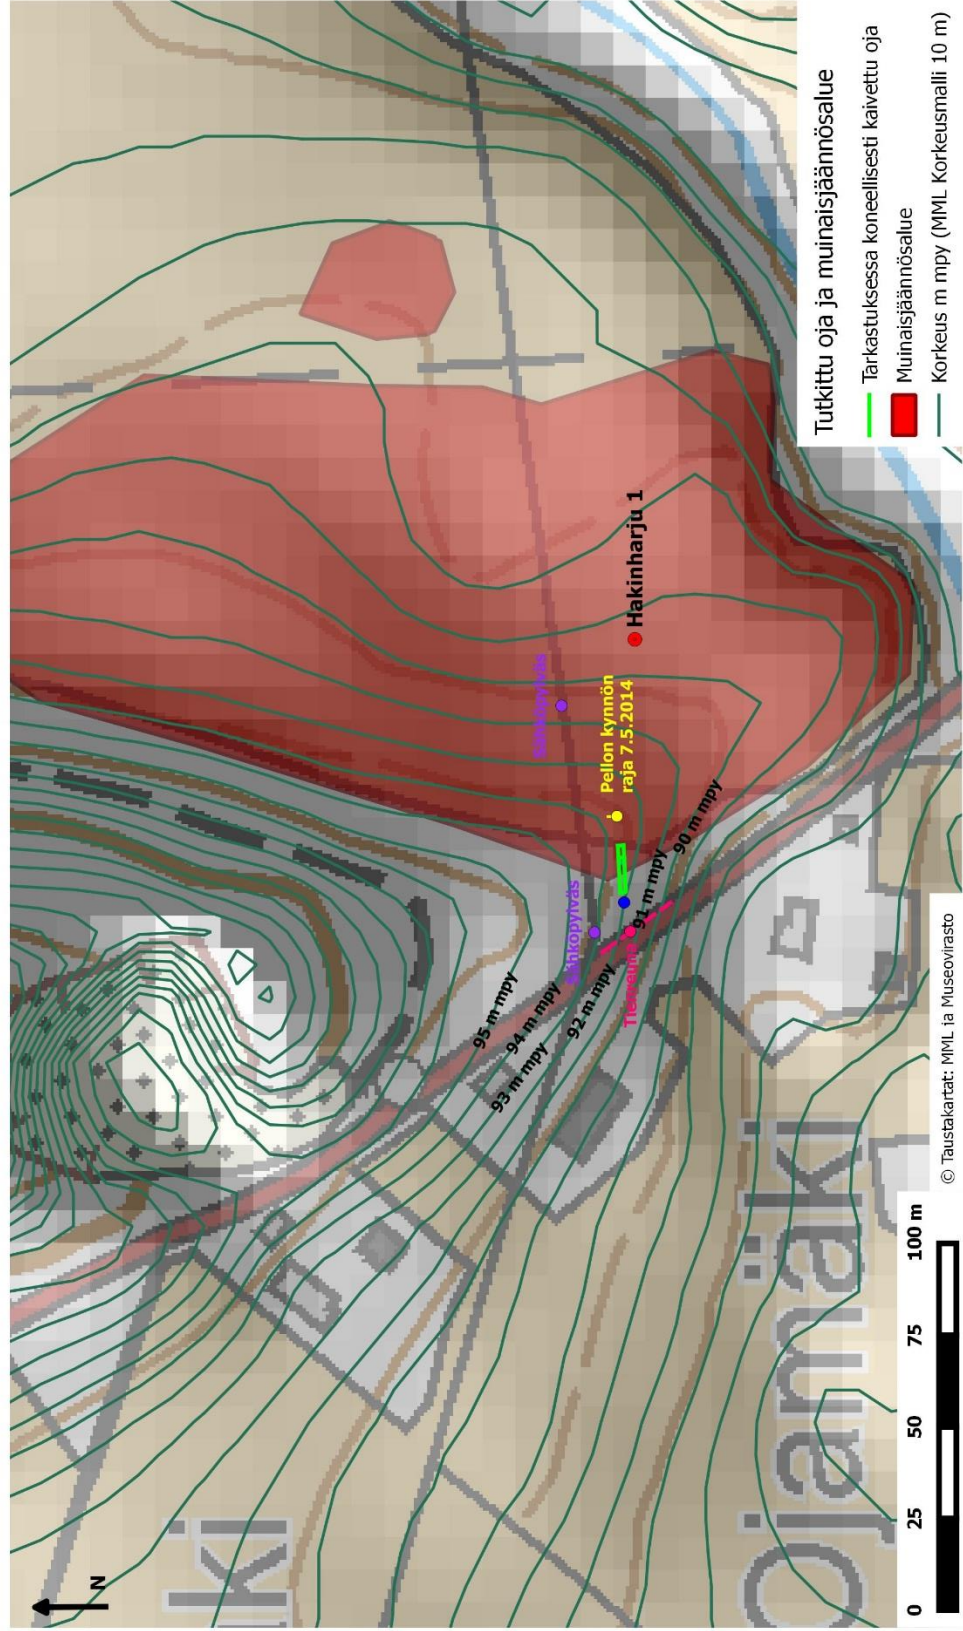 Tutkittu oja ja muinaisjäännösalue
Tarkastuksessa koneellisesti kaivettu oja
Muinaisjäännösalue
Korkeus m mpy (MML Korkeusmalli 10 m)
Sähköpylväs
Hakinharju 1
Pellon kynnön
raja 7.5.2014
Sähköpylväs
Tienreuna
90 m mpy
91 m mpy
92 m mpy
95 m mpy
94 m mpy
93 m mpy
Ojamäki
N
0
25
50
75
100 m
© Taustakartat: MML ja Museovirasto